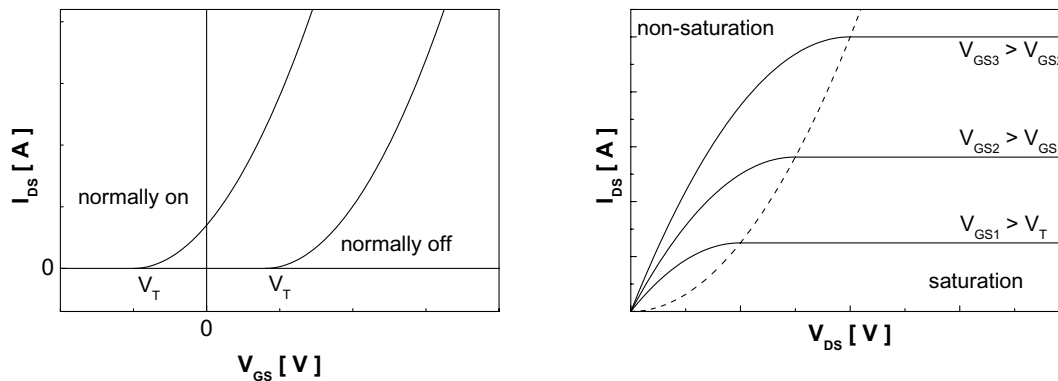 I_DS [ A ]
normally on
normally off
0
V_T
V_T
0
V_GS [ V ]
non-saturation
V_GS3 > V_GS2
I_DS [ A ]
V_GS2 > V_GS
V_GS1 > V_T
saturation
V_DS [ V ]